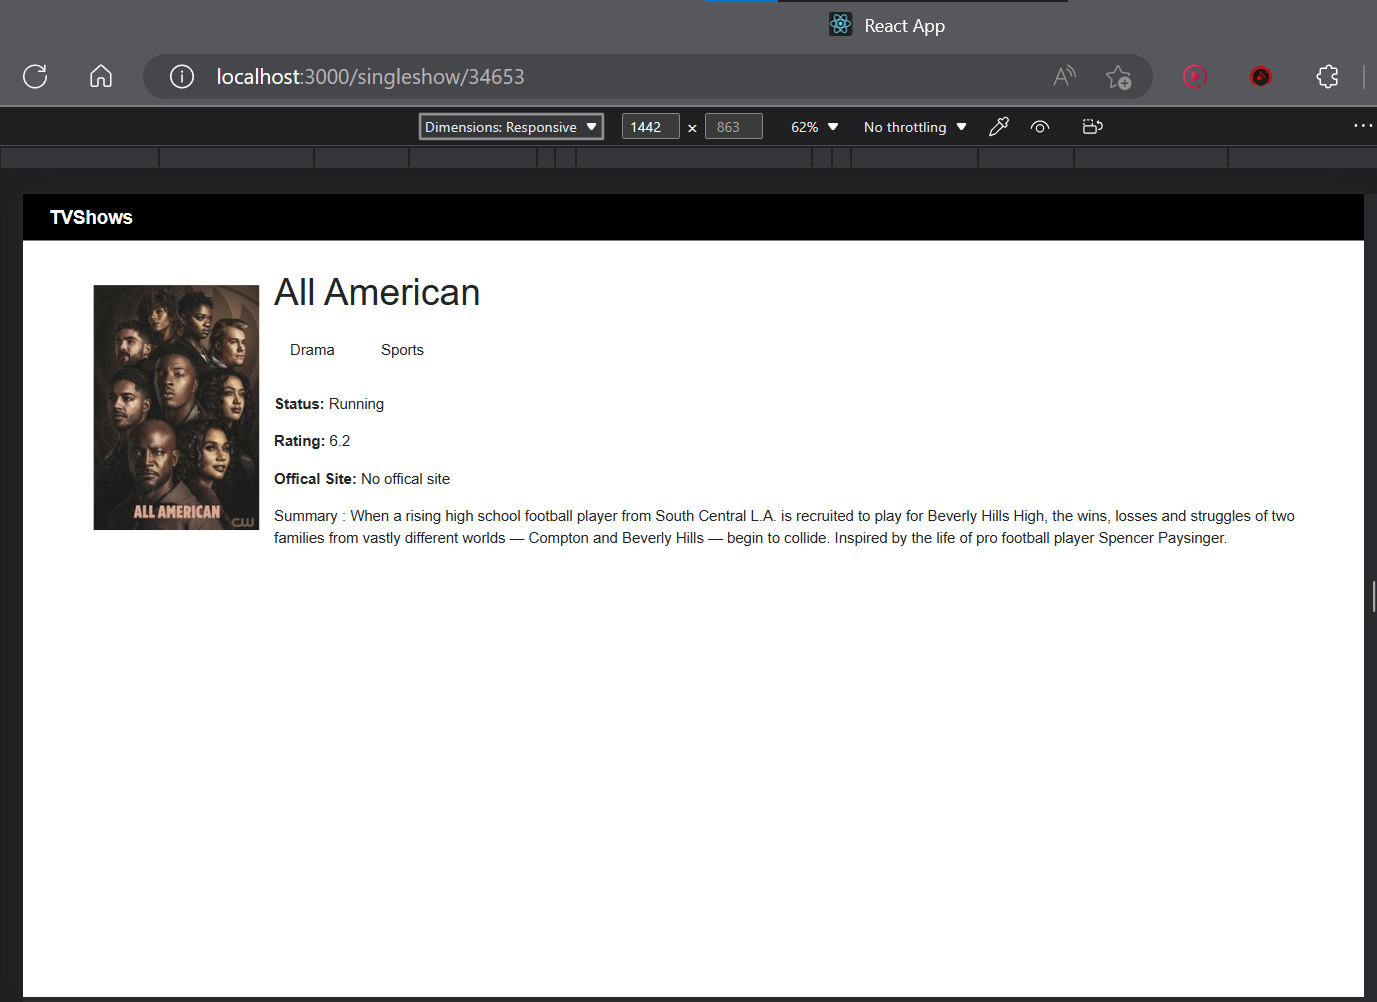 React App
localhost:3000/singleshow/34653
Dimensions: Responsive 1442 x 863 62% No throttling
TVShows
All American
Drama Sports
Status: Running
Rating: 6.2
Offical Site: No offical site
Summary : When a rising high school football player from South Central L.A. is recruited to play for Beverly Hills High, the wins, losses and struggles of two
families from vastly different worlds — Compton and Beverly Hills — begin to collide. Inspired by the life of pro football player Spencer Paysinger.
ALL AMERICAN
CW